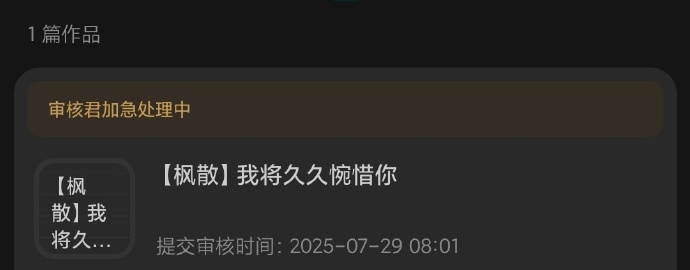 1 篇作品
审核君加急处理中
【枫散】我将久久惋惜你
【枫
散】我
将久...
提交审核时间：2025-07-29 08:01